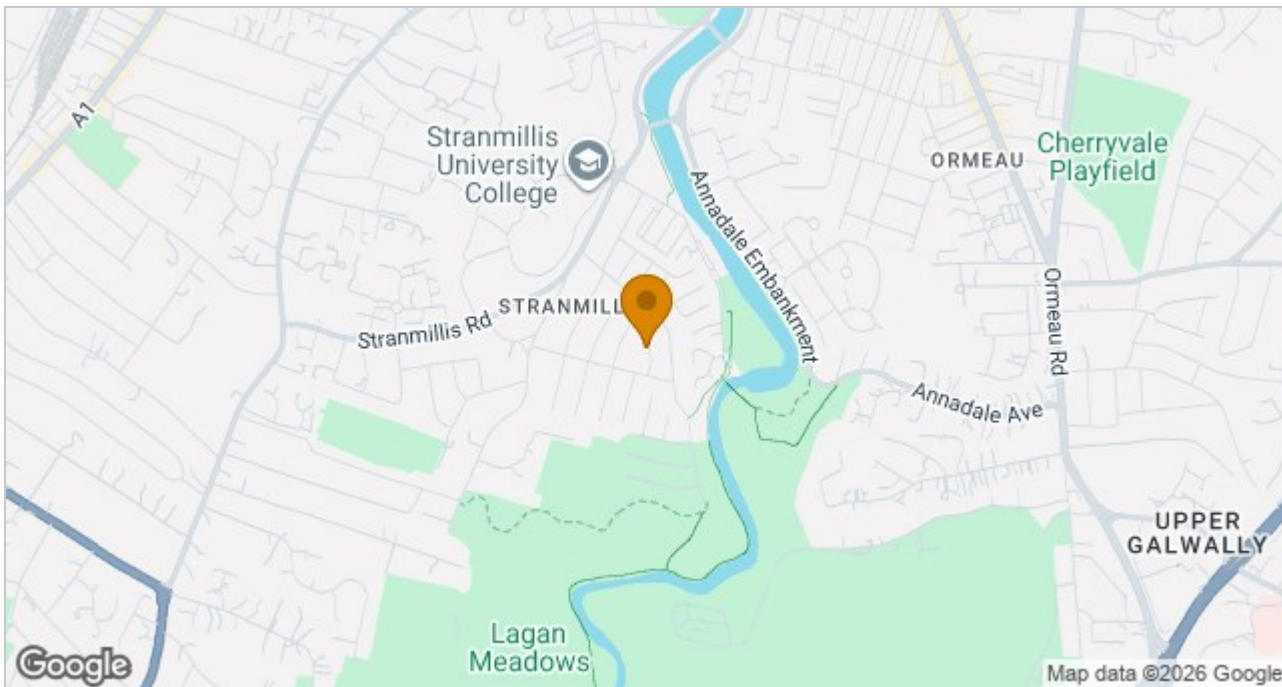 A1
Stranmillis
University
College
Annadale Embankment
ORMEAU
Cherryvale
Playfield
STRANMILL
Stranmillis Rd
Ormeau Rd
Annadale Ave
UPPER
GALWALLY
Lagan
Meadows
Google
Map data ©2026 Google